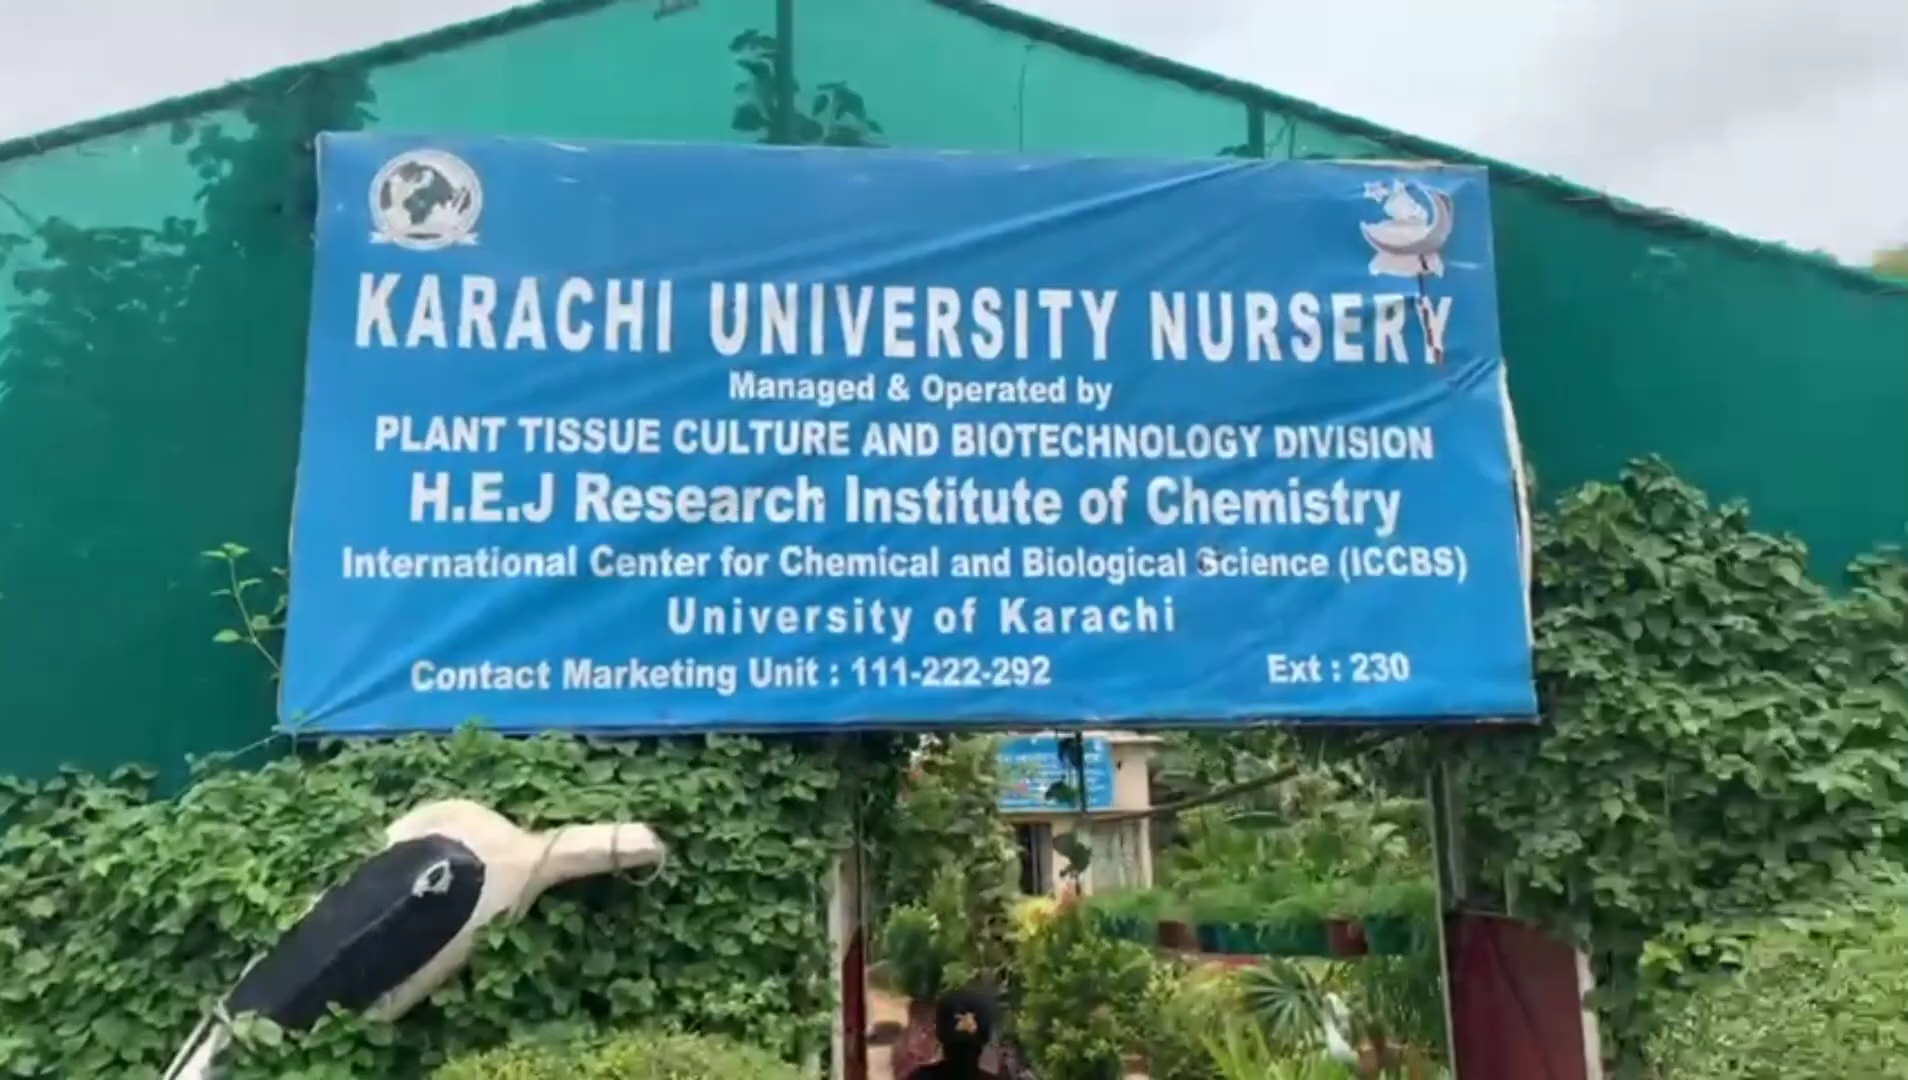 KARACHI UNIVERSITY NURSERY
Managed & Operated by
PLANT TISSUE CULTURE AND BIOTECHNOLOGY DIVISION
H.E.J Research Institute of Chemistry
International Center for Chemical and Biological Science (ICCBS)
University of Karachi
Contact Marketing Unit : 111-222-292 Ext : 230